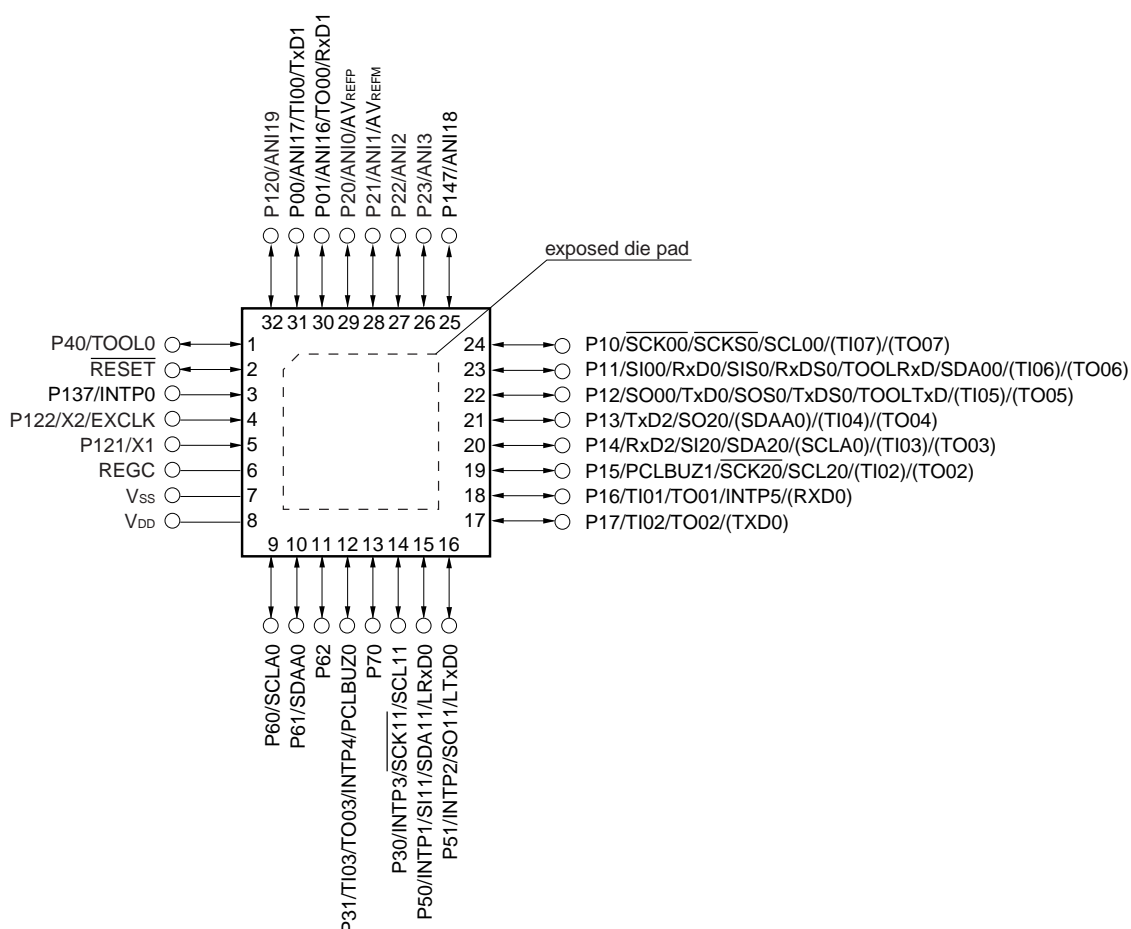 P120/ANI19
P00/ANI17/TI00/TxD1
P01/ANI16/TO00/RxD1
P20/ANI0/AVREFP
P21/ANI1/AVREFM
P22/ANI2
P23/ANI3
P147/ANI18
exposed die pad
32 31 30 29 28 27 26 25
P40/TOOL0 1
RESET 2
P137/INTP0 3
P122/X2/EXCLK 4
P121/X1 5
REGC 6
VSS 7
VDD 8
24 P10/SCK00/SCKS0/SCL00/(TI07)/(TO07)
23 P11/SI00/RxD0/SIS0/RxDS0/TOOLRxD/SDA00/(TI06)/(TO06)
22 P12/SO00/TxD0/SOS0/TxDS0/TOOLTxD/(TI05)/(TO05)
21 P13/TxD2/SO20/(SDAA0)/(TI04)/(TO04)
20 P14/RxD2/SI20/SDA20/(SCLA0)/(TI03)/(TO03)
19 P15/PCLBUZ1/SCK20/SCL20/(TI02)/(TO02)
18 P16/TI01/TO01/INTP5/(RXD0)
17 P17/TI02/TO02/(TXD0)
9 10 11 12 13 14 15 16
P60/SCLA0
P61/SDAA0
P62
P31/TI03/TO03/INTP4/PCLBUZ0
P70
P30/INTP3/SCK11/SCL11
P50/INTP1/SI11/SDA11/LRxD0
P51/INTP2/SO11/LTxD0